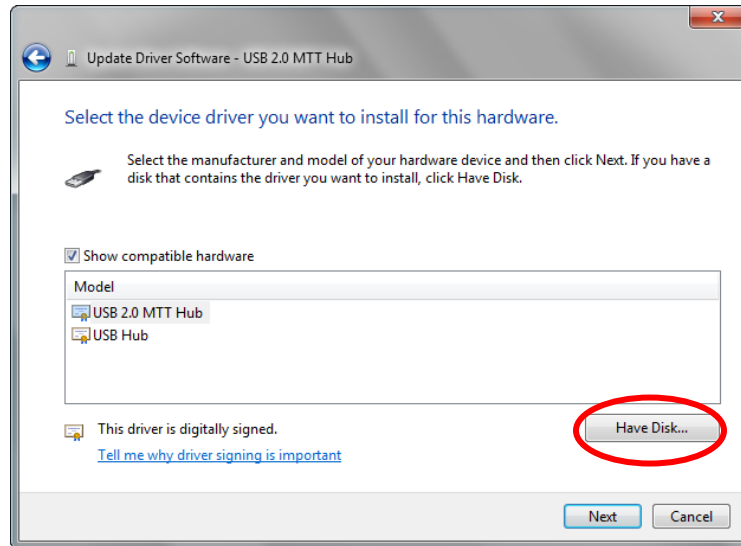 Update Driver Software - USB 2.0 MTT Hub
Select the device driver you want to install for this hardware.
Select the manufacturer and model of your hardware device and then click Next. If you have a
disk that contains the driver you want to install, click Have Disk.
Show compatible hardware
Model
USB 2.0 MTT Hub
USB Hub
This driver is digitally signed.
Have Disk...
Tell me why driver signing is important
Next
Cancel